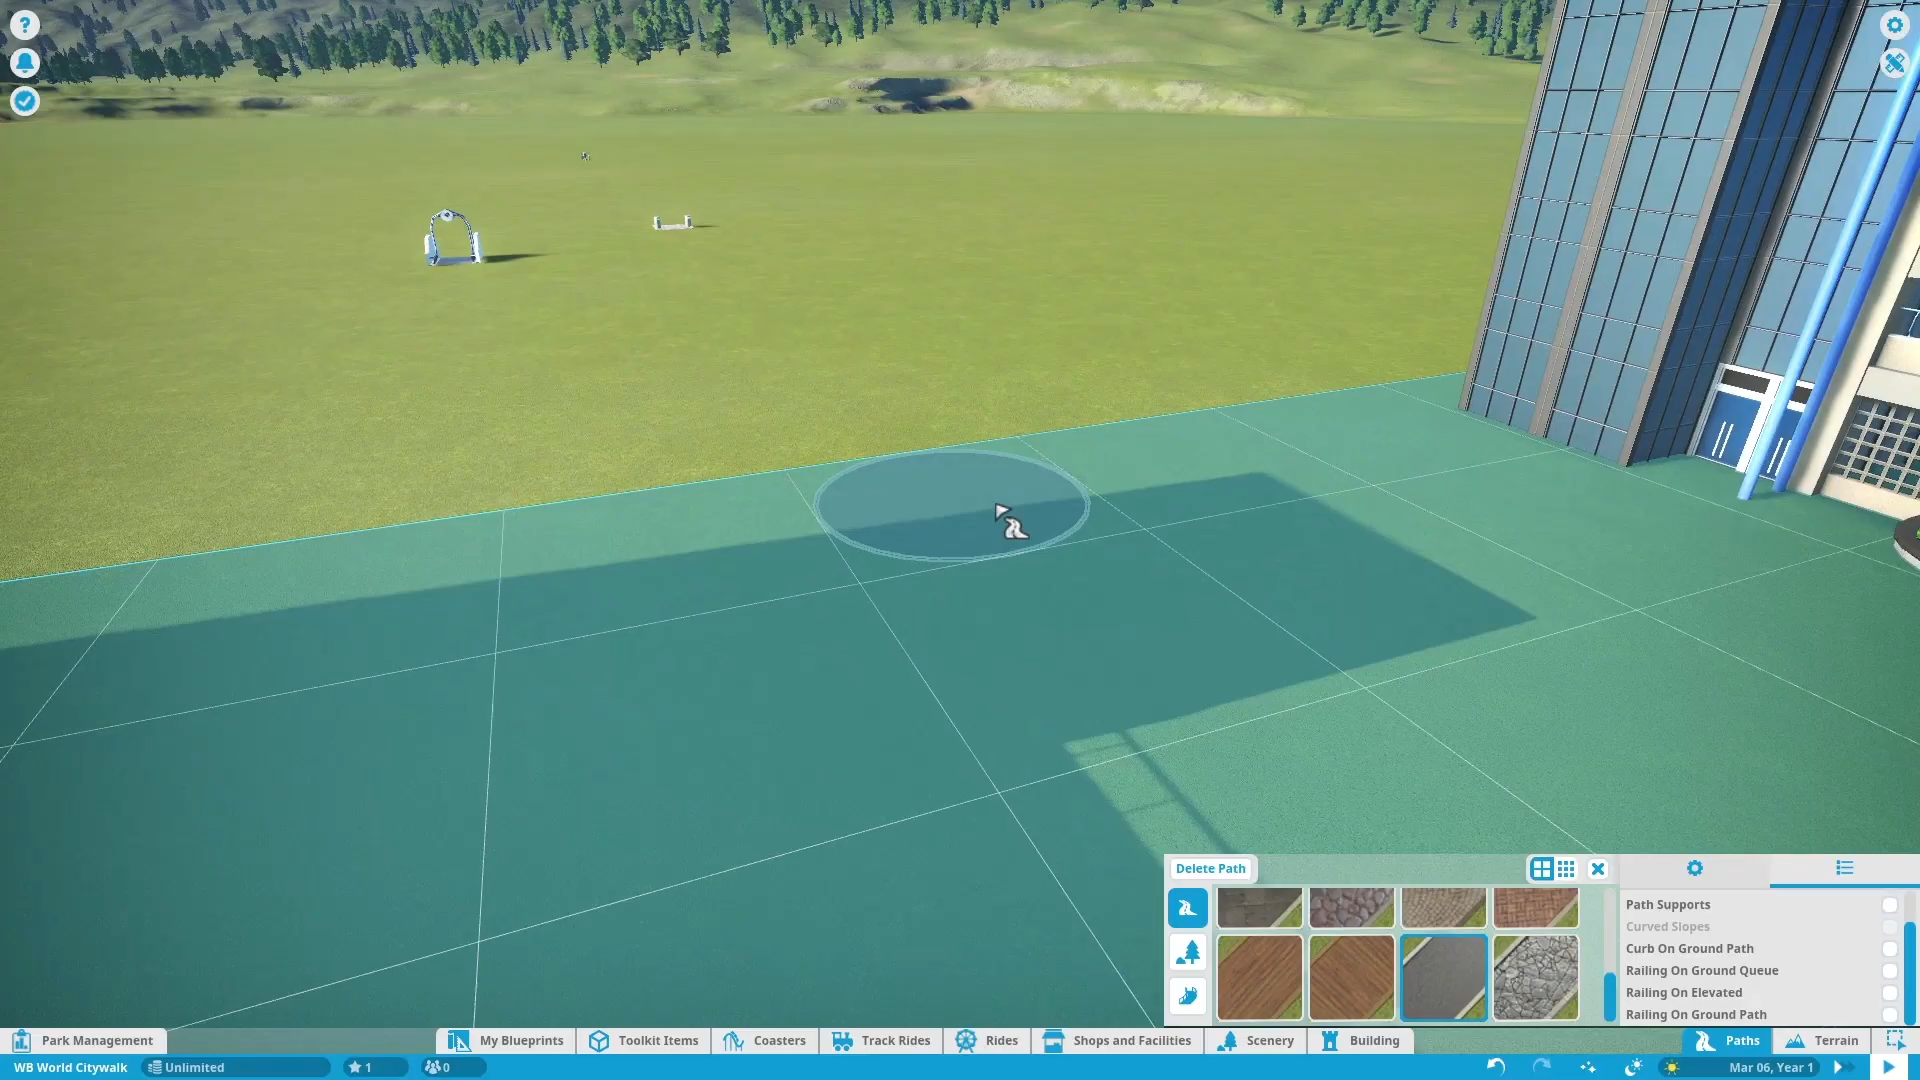 ?
Delete Path
Path Supports
Curved Slopes
Curb On Ground Path
Railing On Ground Queue
Railing On Elevated
Railing On Ground Path
Park Management
My Blueprints
Toolkit Items
Coasters
Track Rides
Rides
Shops and Facilities
Scenery
Building
Paths
Terrain
WB World Citywalk
Unlimited
1
0
Mar 06, Year 1